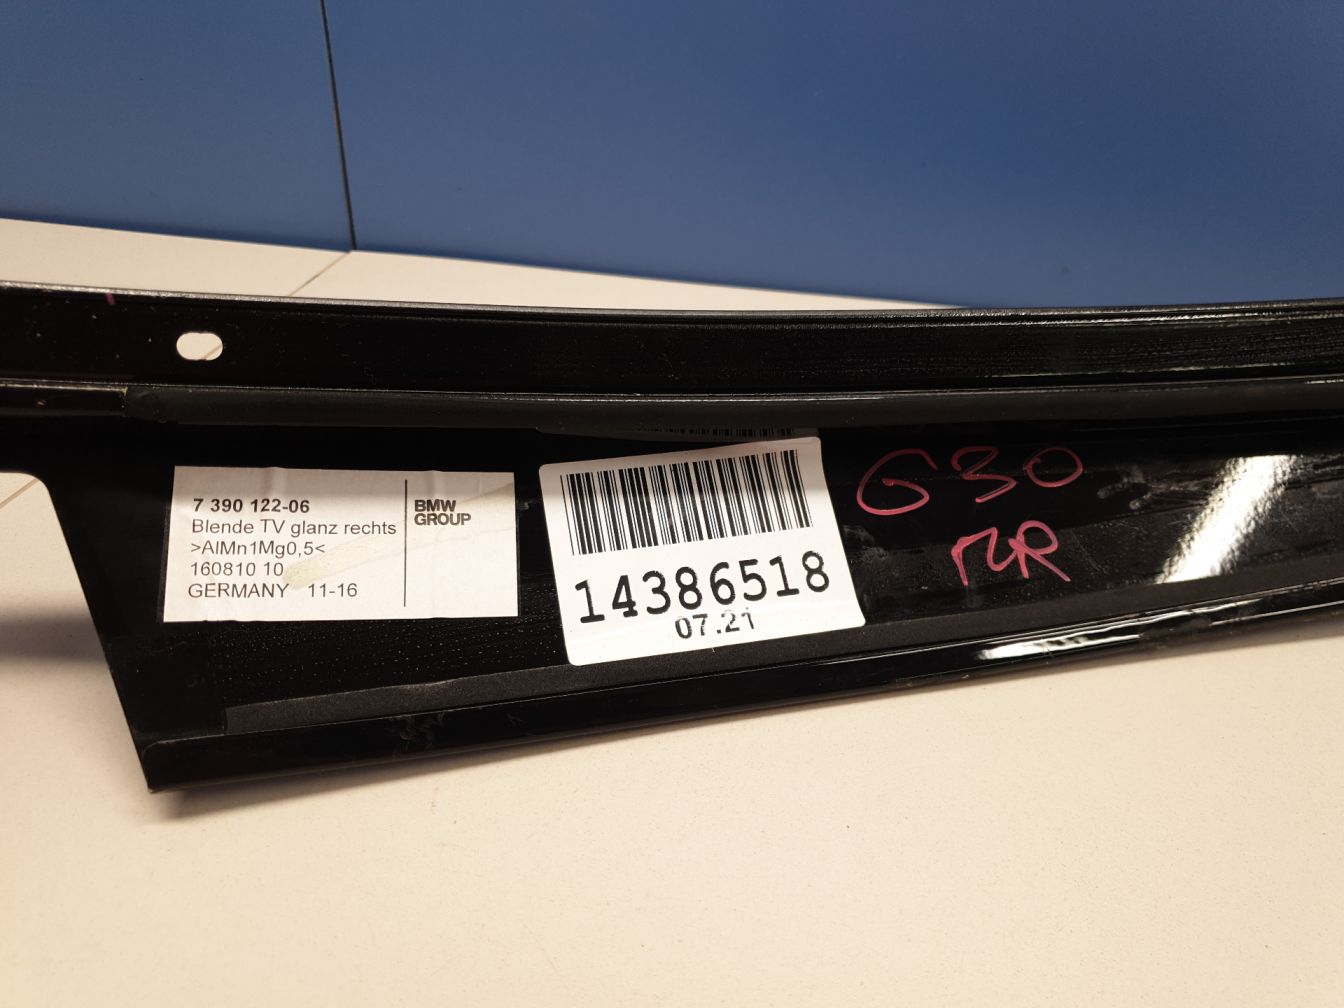 7 390 122-06
Blende TV glanz rechts
>AlMn1Mg0,5<
160810 10
GERMANY 11-16
BMW
GROUP
14386518
07.21
G30